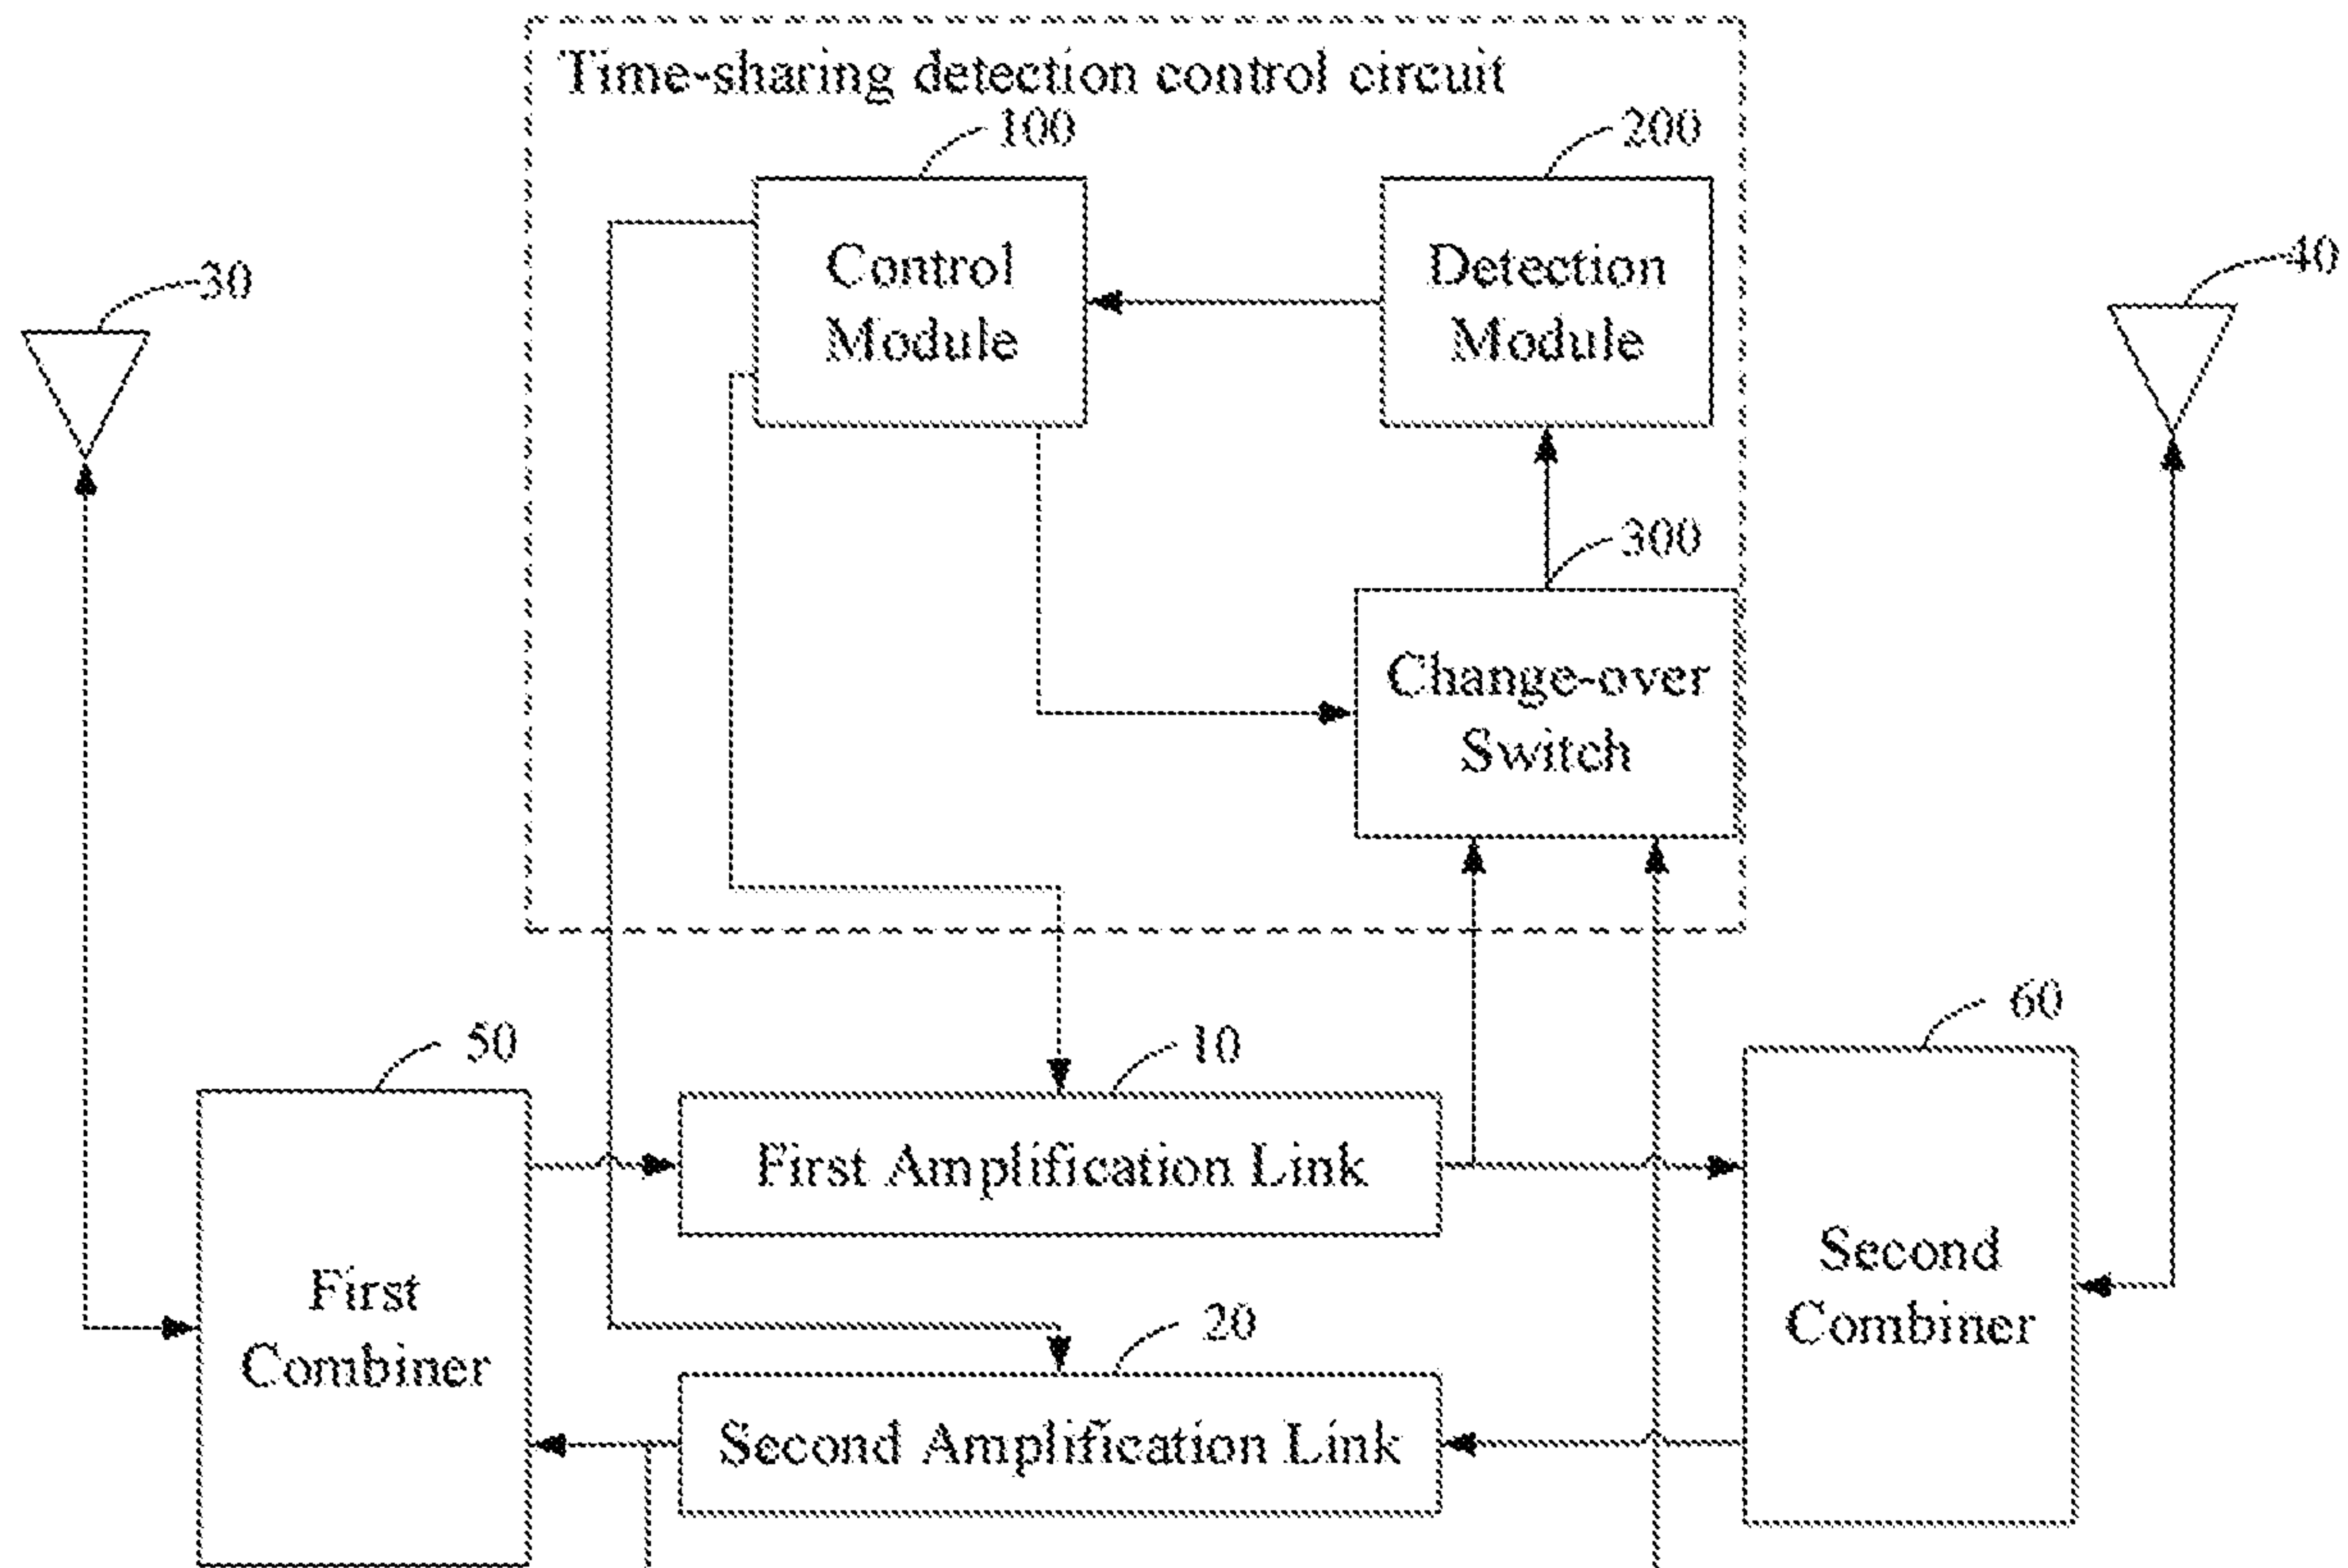 Time-sharing detection control circuit
100
200
Control
Module
Detection
Module
30
40
300
Change-over
Switch
50
10
60
First Amplification Link
First
Combiner
Second
Combiner
20
Second Amplification Link